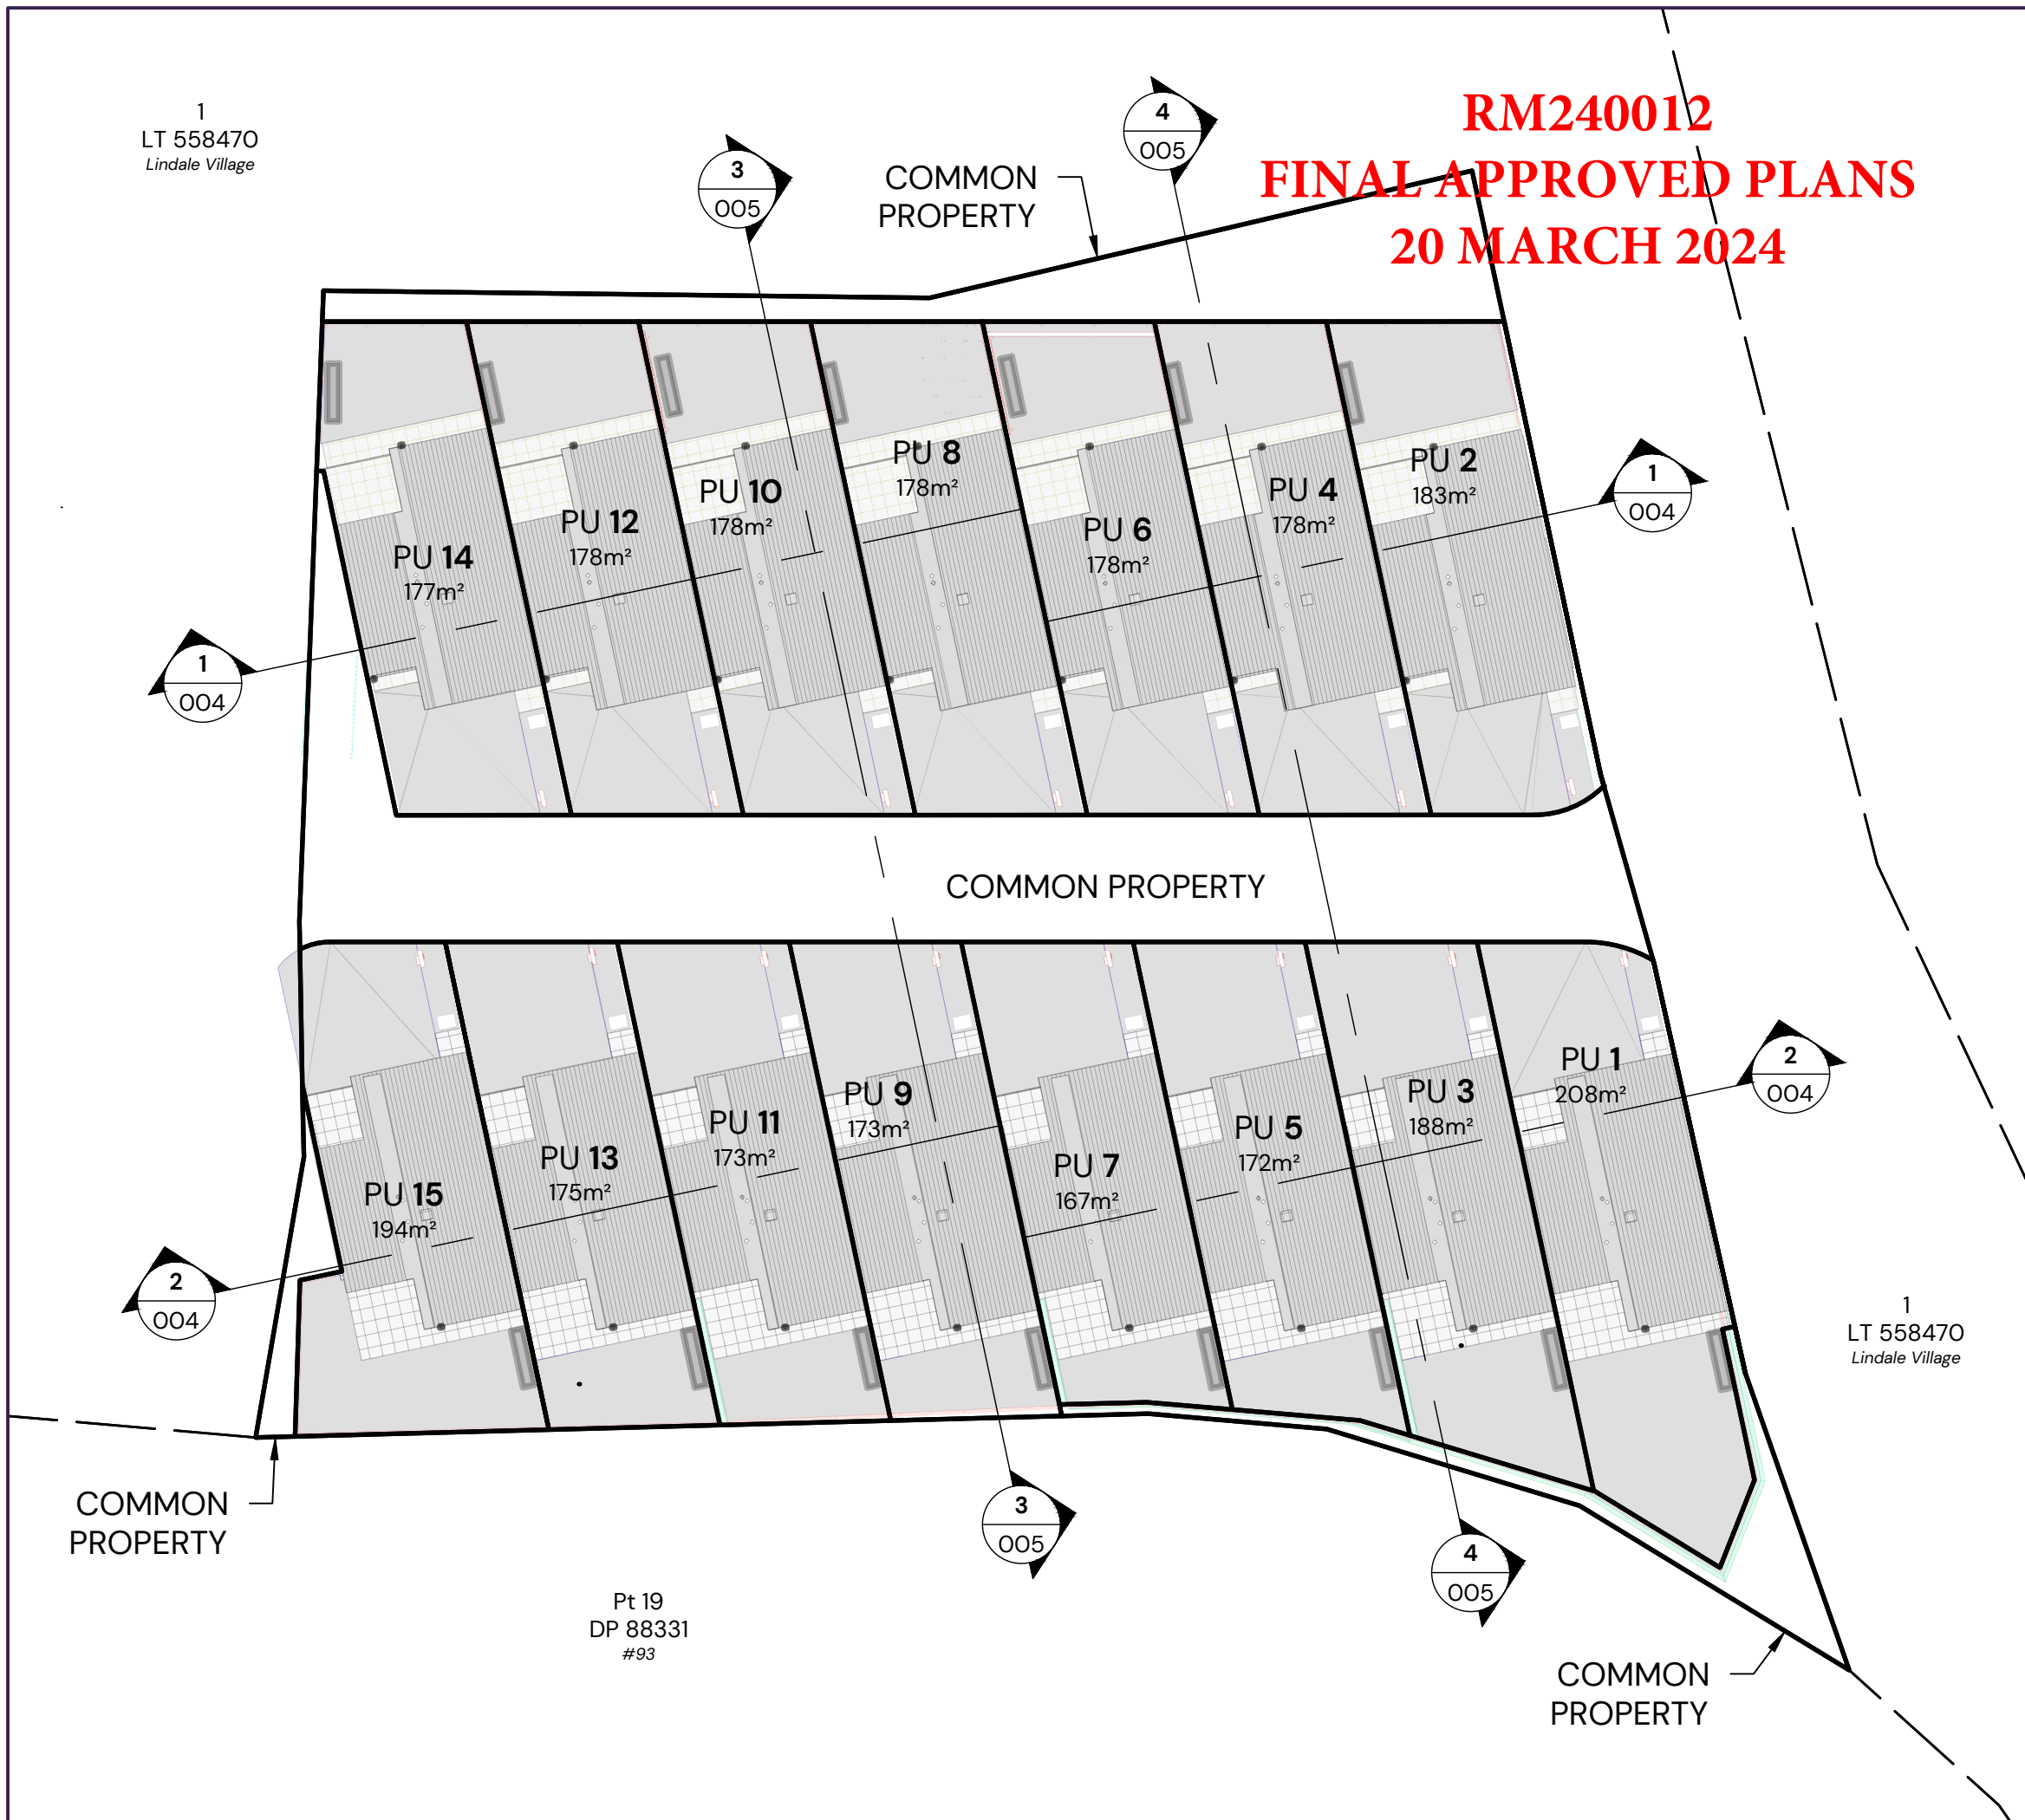 1
LT 558470
Lindale Village
RM240012
FINAL APPROVED PLANS
20 MARCH 2024
4
005
3
005
COMMON
PROPERTY
PU 14
177m²
PU 12
178m²
PU 10
178m²
PU 8
178m²
PU 6
178m²
PU 4
178m²
PU 2
183m²
1
004
1
004
COMMON PROPERTY
PU 15
194m²
PU 13
175m²
PU 11
173m²
PU 9
173m²
PU 7
167m²
PU 5
172m²
PU 3
188m²
PU 1
208m²
2
004
2
004
1
LT 558470
Lindale Village
COMMON
PROPERTY
3
005
4
005
Pt 19
DP 88331
#93
COMMON
PROPERTY